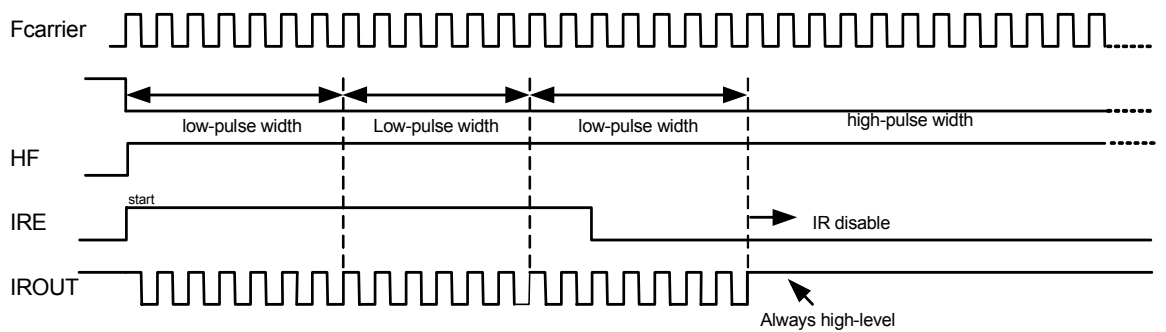 Fcarrier
low-pulse width
Low-pulse width
low-pulse width
high-pulse width
HF
start
IRE
IR disable
IROUT
Always high-level